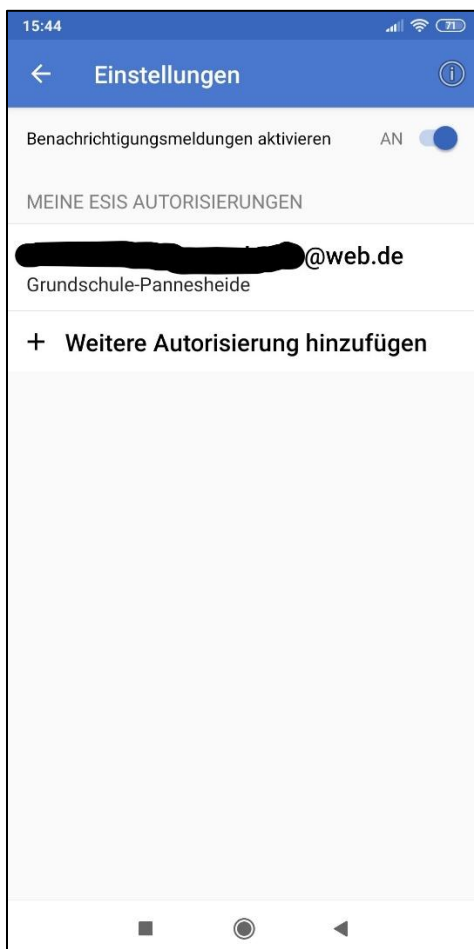 15:44
71
Einstellungen
Benachrichtigungsmeldungen aktivieren AN
MEINE ESIS AUTORISIERUNGEN
@web.de
Grundschule-Pannesheide
+ Weitere Autorisierung hinzufügen